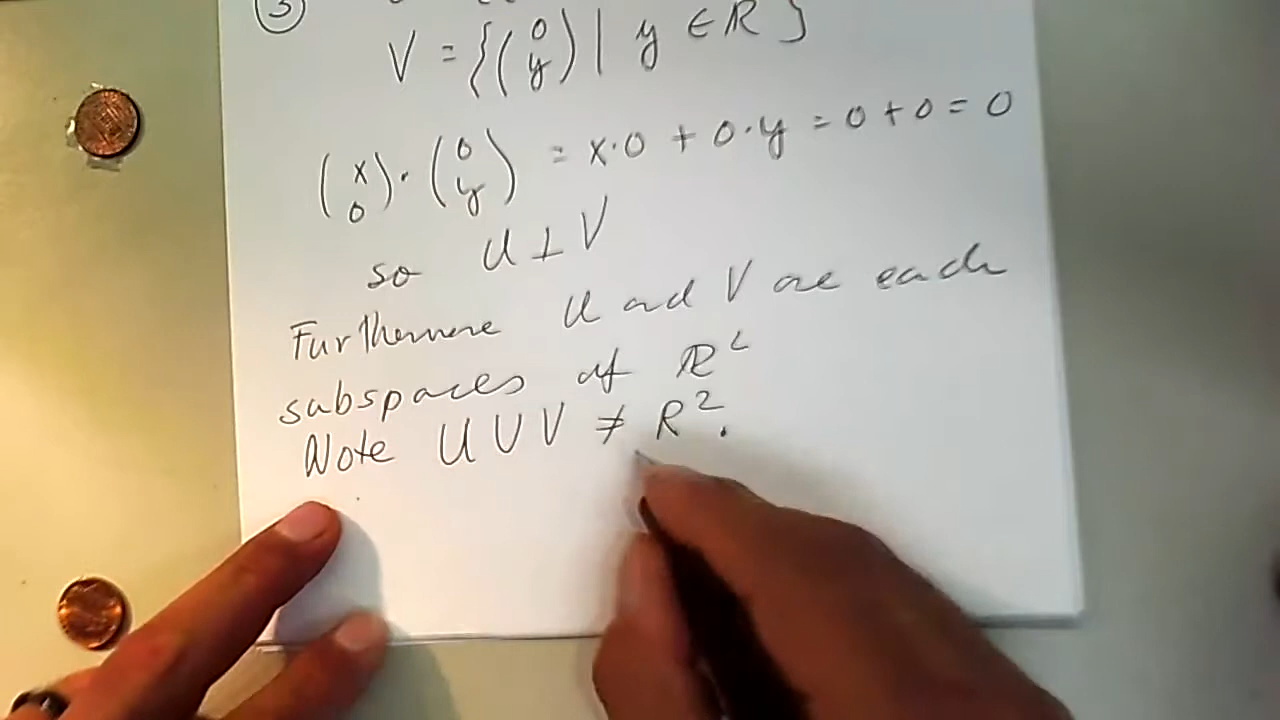 ③
V = {(0 y) | y ∈ R}
(x 0) · (0 y) = x·0 + 0·y = 0 + 0 = 0
so U ⊥ V
Furthermore U and V are each
subspaces of R²
Note U ∪ V ≠ R².